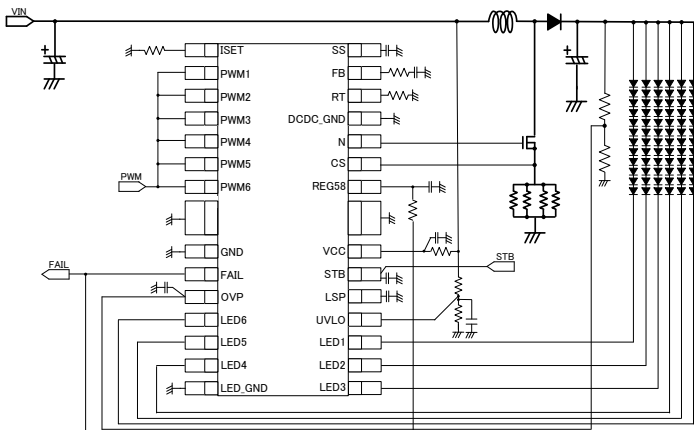 VIN
ISET
PWM1
PWM2
PWM3
PWM4
PWM5
PWM6
GND
FAIL
OVP
LED6
LED5
LED4
LED_GND
SS
FB
RT
DCDC_GND
N
CS
REG58
VCC
STB
LSP
UVLO
LED1
LED2
LED3
PWM
FAIL
STB